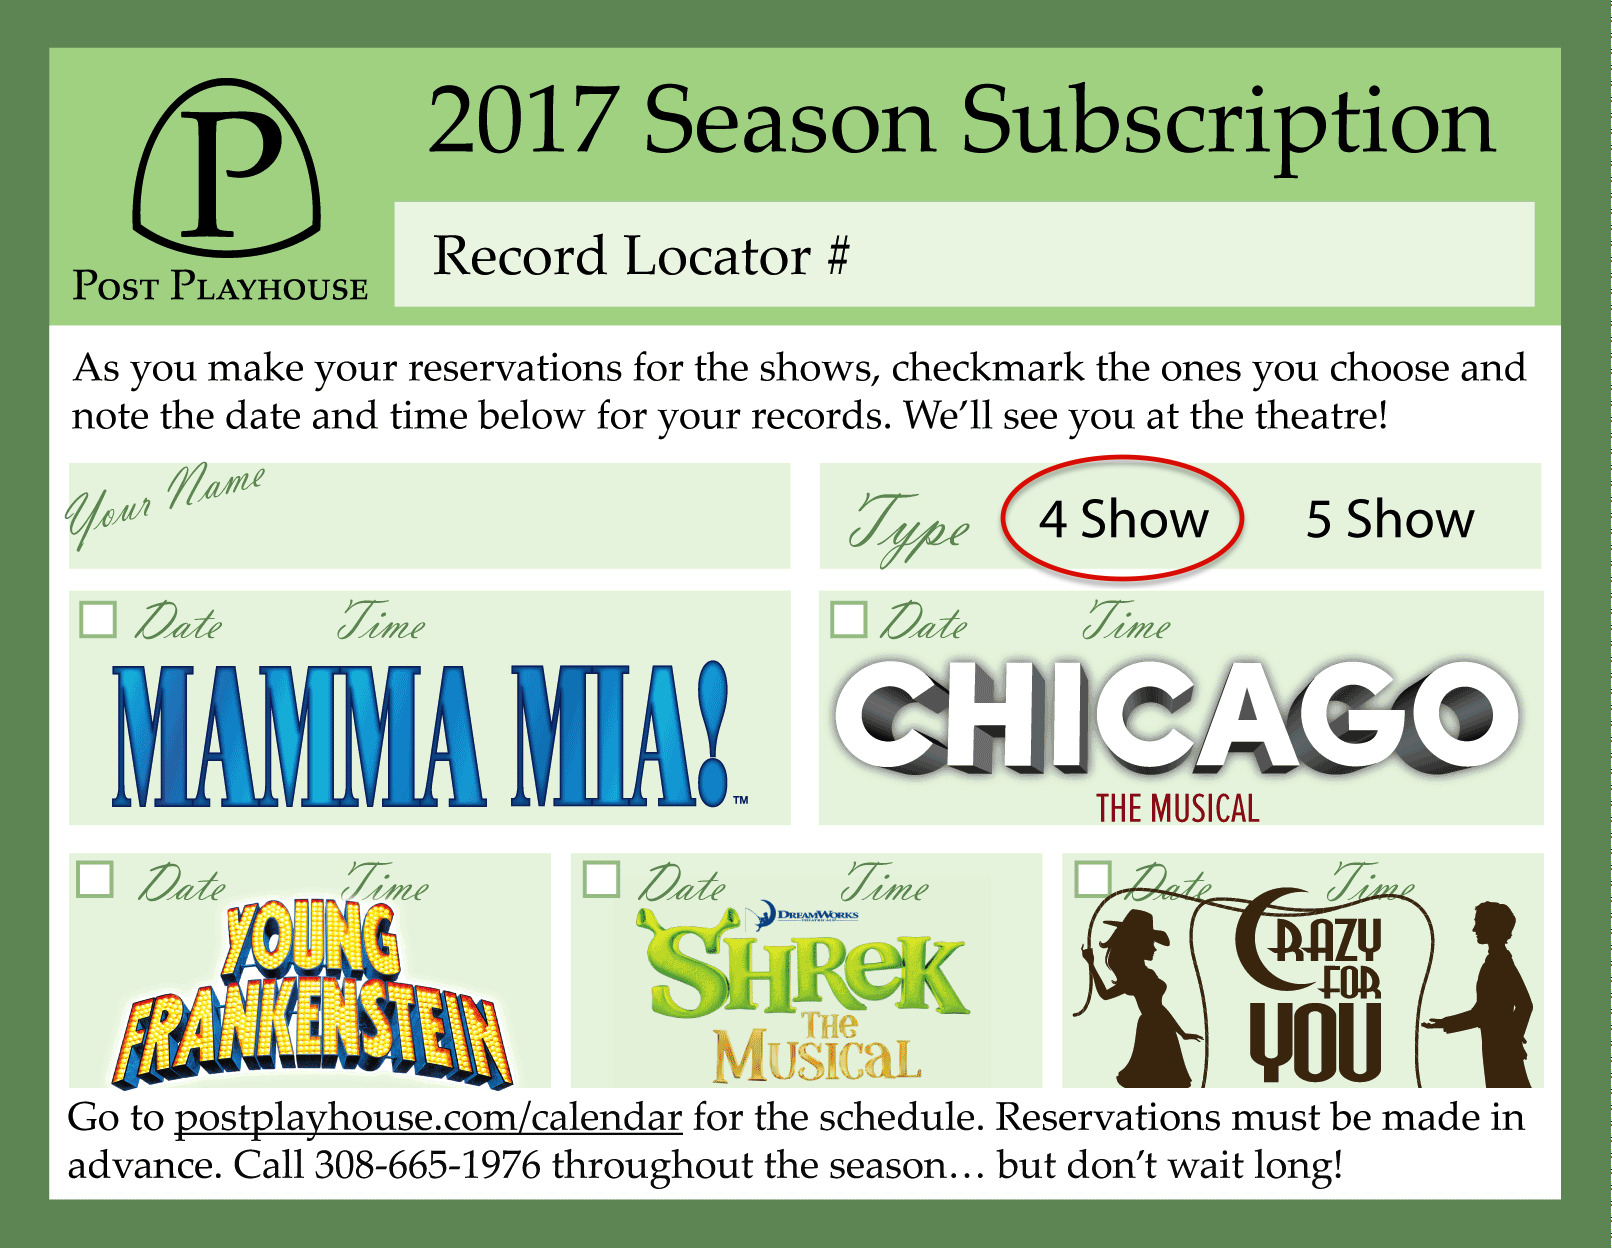 P
POST PLAYHOUSE
2017 Season Subscription
Record Locator #
As you make your reservations for the shows, checkmark the ones you choose and
note the date and time below for your records. We'll see you at the theatre!
Your Name
Type 4 Show 5 Show
Date Time
MAMMA MIA!™
Date Time
CHICAGO
THE MUSICAL
Date Time
YOUNG
FRANKENSTEIN
Date Time
DREAMWORKS
SHREK
THE
MUSICAL
Date Time
CRAZY
FOR
YOU
Go to postplayhouse.com/calendar for the schedule. Reservations must be made in
advance. Call 308-665-1976 throughout the season… but don't wait long!